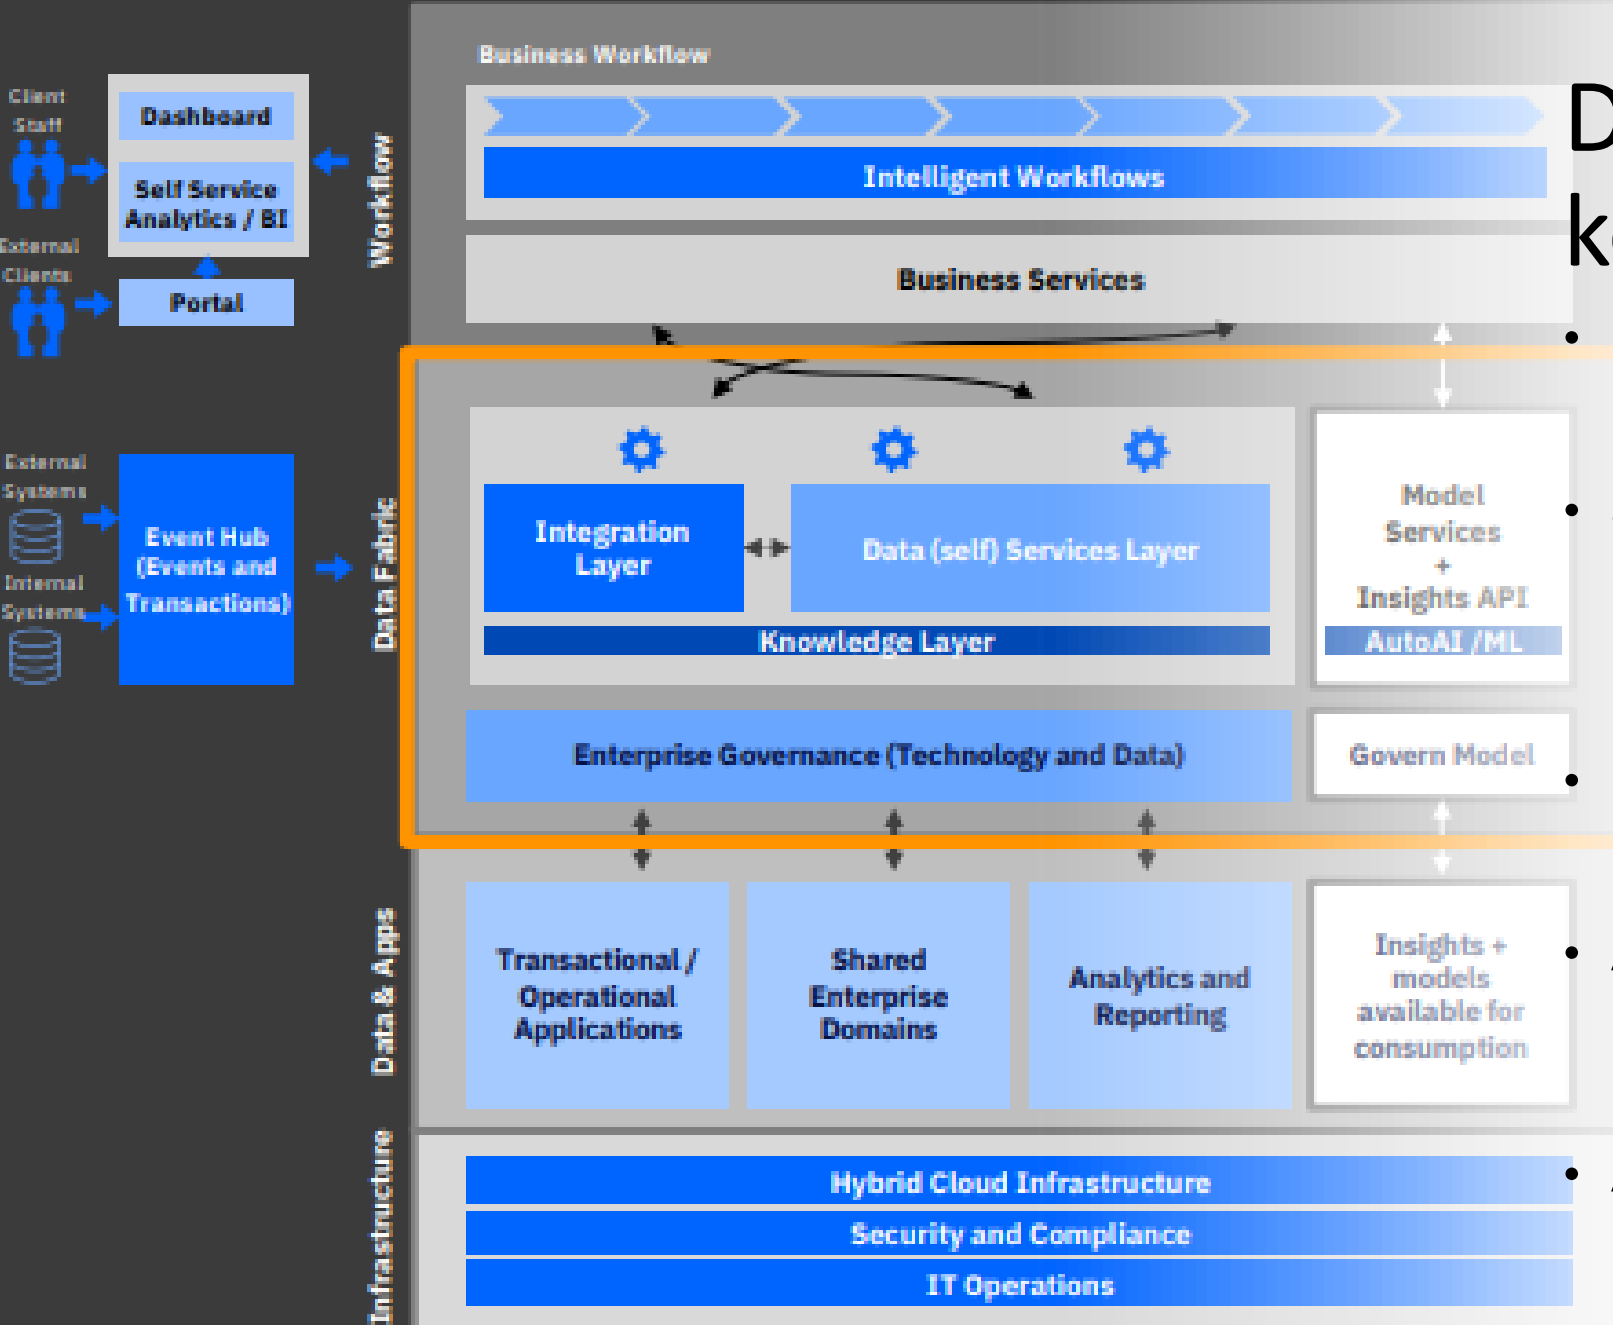 Business Workflow
Client
Staff
Dashboard
Self Service
Analytics / BI
External
Clients
Portal
Workflow
Intelligent Workflows
Business Services
External
Systems
Internal
Systems
Event Hub
(Events and
Transactions)
Data Fabric
Integration
Layer
Data (self) Services Layer
Knowledge Layer
Model
Services
+
Insights API
AutoAI /ML
Enterprise Governance (Technology and Data)
Govern Model
Data & Apps
Transactional /
Operational
Applications
Shared
Enterprise
Domains
Analytics and
Reporting
Insights +
models
available for
consumption
Infrastructure
Hybrid Cloud Infrastructure
Security and Compliance
IT Operations